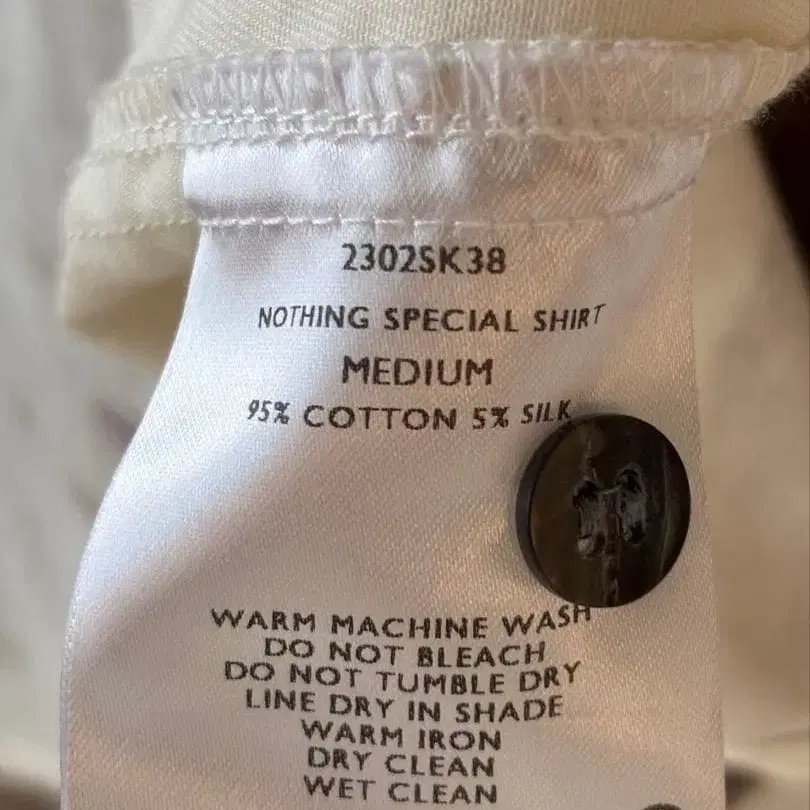 2302SK38
NOTHING SPECIAL SHIRT
MEDIUM
95% COTTON 5% SILK
WARM MACHINE WASH
DO NOT BLEACH
DO NOT TUMBLE DRY
LINE DRY IN SHADE
WARM IRON
DRY CLEAN
WET CLEAN